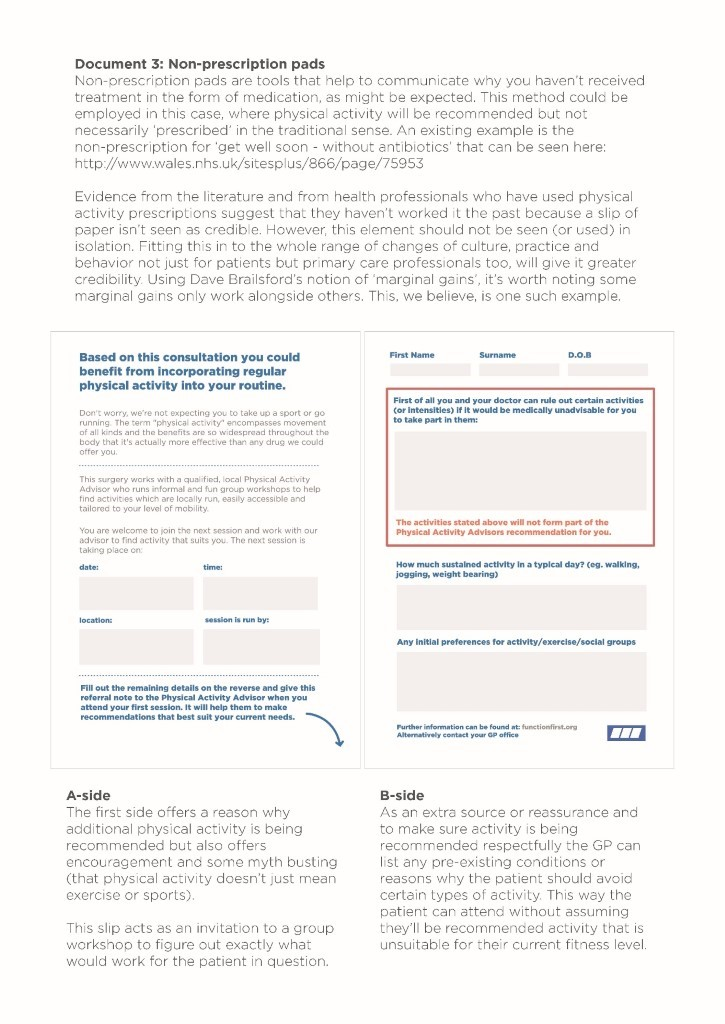 Document 3: Non-prescription pads
Non-prescription pads are tools that help to communicate why you haven't received
treatment in the form of medication, as might be expected. This method could be
employed in this case, where physical activity will be recommended but not
necessarily 'prescribed' in the traditional sense. An existing example is the
non-prescription for 'get well soon - without antibiotics' that can be seen here:
http://www.wales.nhs.uk/sitesplus/866/page/75953
Evidence from the literature and from health professionals who have used physical
activity prescriptions suggest that they haven't worked it the past because a slip of
paper isn't seen as credible. However, this element should not be seen (or used) in
isolation. Fitting this in to the whole range of changes of culture, practice and
behavior not just for patients but primary care professionals too, will give it greater
credibility. Using Dave Brailsford's notion of 'marginal gains', it's worth noting some
marginal gains only work alongside others. This, we believe, is one such example.
Based on this consultation you could
benefit from incorporating regular
physical activity into your routine.
Don't worry, we're not expecting you to take up a sport or go
running. The term "physical activity" encompasses movement
of all kinds and the benefits are so widespread throughout the
body that it's actually more effective than any drug we could
offer you.
This surgery works with a qualified, local Physical Activity
Advisor who runs informal and fun group workshops to help
find activities which are locally run, easily accessible and
tailored to your level of mobility.
You are welcome to join the next session and work with our
advisor to find activity that suits you. The next session is
taking place on:
date: time:
location: session is run by:
Fill out the remaining details on the reverse and give this
referral note to the Physical Activity Advisor when you
attend your first session. It will help them to make
recommendations that best suit your current needs.
First Name Surname D.O.B
First of all you and your doctor can rule out certain activities
(or intensities) if it would be medically unadvisable for you
to take part in them:
The activities stated above will not form part of the
Physical Activity Advisors recommendation for you.
How much sustained activity in a typical day? (eg. walking,
jogging, weight bearing)
Any initial preferences for activity/exercise/social groups
Further information can be found at: functionfirst.org
Alternatively contact your GP office
A-side
The first side offers a reason why
additional physical activity is being
recommended but also offers
encouragement and some myth busting
(that physical activity doesn't just mean
exercise or sports).
This slip acts as an invitation to a group
workshop to figure out exactly what
would work for the patient in question.
B-side
As an extra source or reassurance and
to make sure activity is being
recommended respectfully the GP can
list any pre-existing conditions or
reasons why the patient should avoid
certain types of activity. This way the
patient can attend without assuming
they'll be recommended activity that is
unsuitable for their current fitness level.